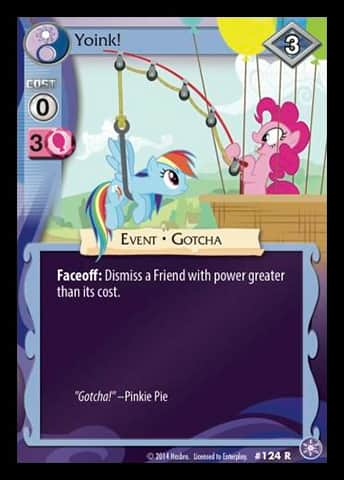 Yoink!
3
COST
0
3
EVENT • GOTCHA
Faceoff: Dismiss a Friend with power greater
than its cost.
"Gotcha!" –Pinkie Pie
© 2014 Hasbro. Licensed to Enterplay. #124 R